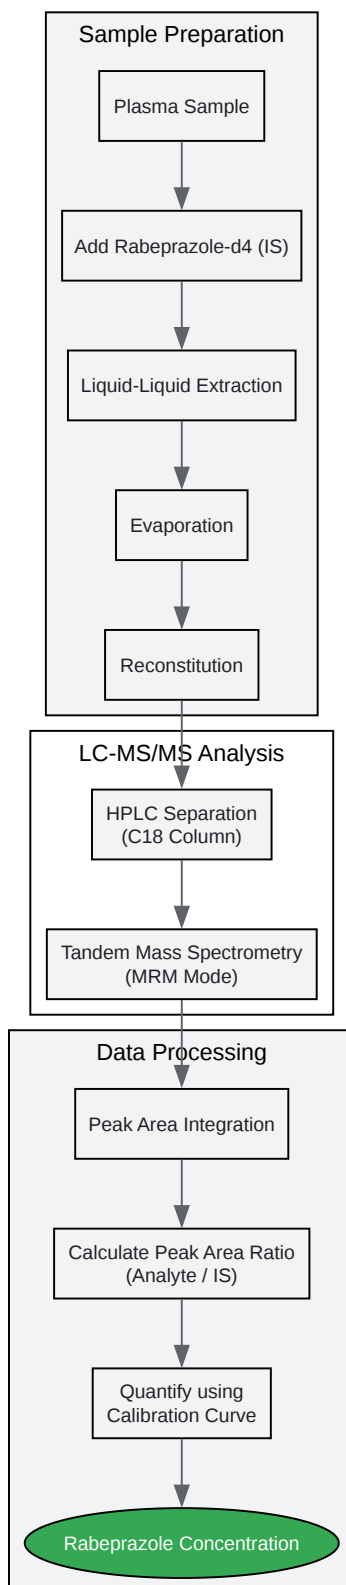 Sample Preparation
Plasma Sample
Add Rabeprazole-d4 (IS)
Liquid-Liquid Extraction
Evaporation
Reconstitution
LC-MS/MS Analysis
HPLC Separation
(C18 Column)
Tandem Mass Spectrometry
(MRM Mode)
Data Processing
Peak Area Integration
Calculate Peak Area Ratio
(Analyte / IS)
Quantify using
Calibration Curve
Rabeprazole Concentration